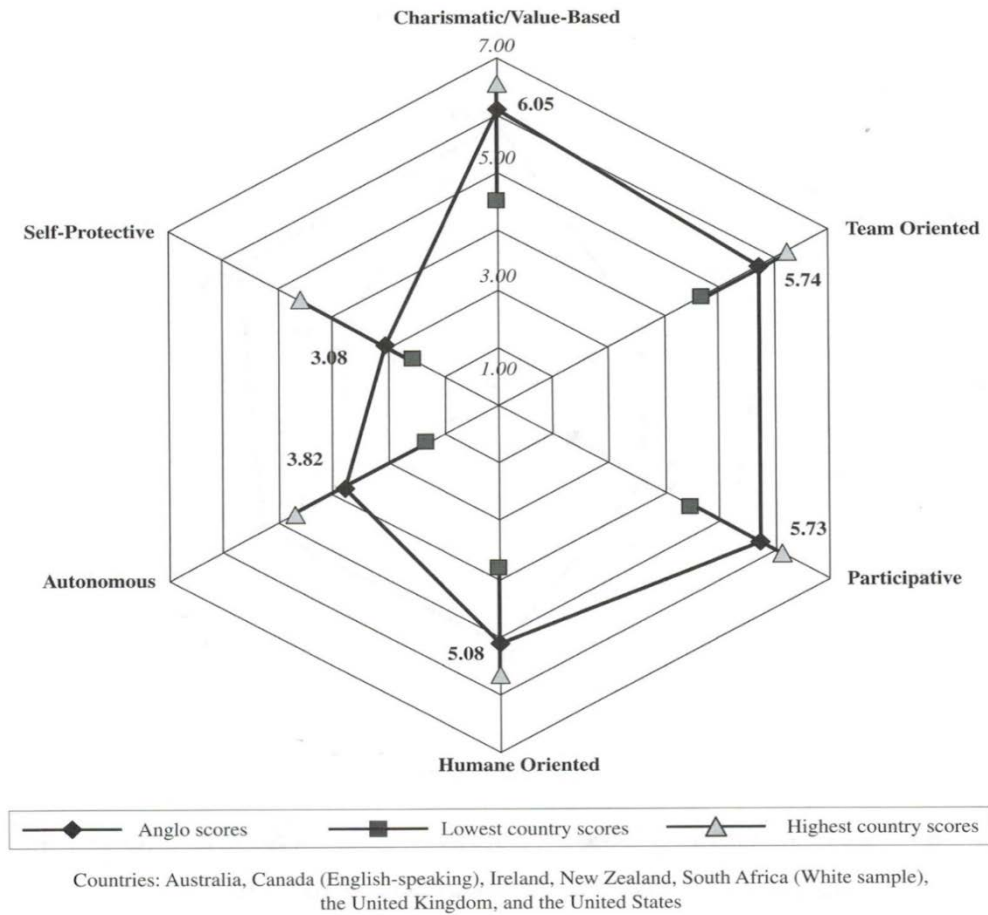 Charismatic/Value-Based
7.00
6.05
5.00
Self-Protective
Team Oriented
5.74
3.00
3.08
1.00
3.82
5.73
Autonomous
Participative
5.08
Humane Oriented
Anglo scores
Lowest country scores
Highest country scores
Countries: Australia, Canada (English-speaking), Ireland, New Zealand, South Africa (White sample),
the United Kingdom, and the United States